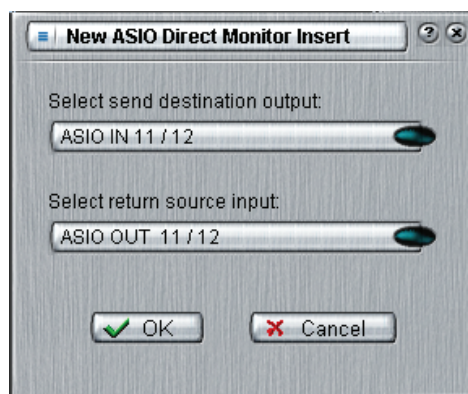 New ASIO Direct Monitor Insert
Select send destination output:
ASIO IN 11 / 12
Select return source input:
ASIO OUT 11 / 12
OK
Cancel